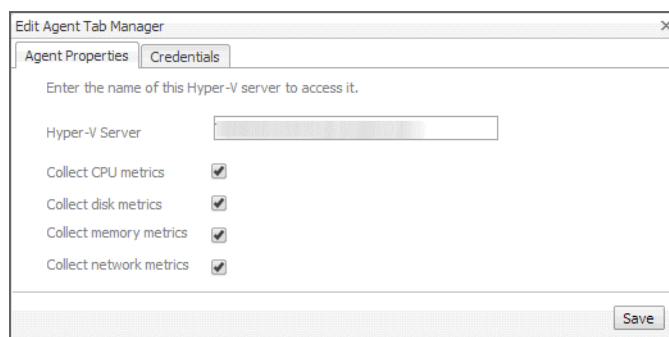 Edit Agent Tab Manager
Agent Properties Credentials
Enter the name of this Hyper-V server to access it.
Hyper-V Server
Collect CPU metrics
Collect disk metrics
Collect memory metrics
Collect network metrics
Save